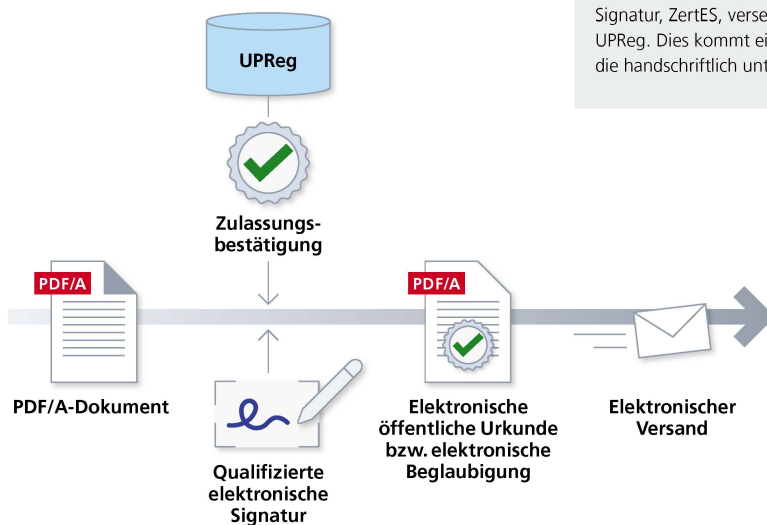 Signatur, ZertES, verse
UPReg. Dies kommt ei
die handschriftlich unt
UPReg
Zulassungs-
bestätigung
PDF/A
PDF/A
PDF/A-Dokument
Qualifizierte
elektronische
Signatur
Elektronische
öffentliche Urkunde
bzw. elektronische
Beglaubigung
Elektronischer
Versand